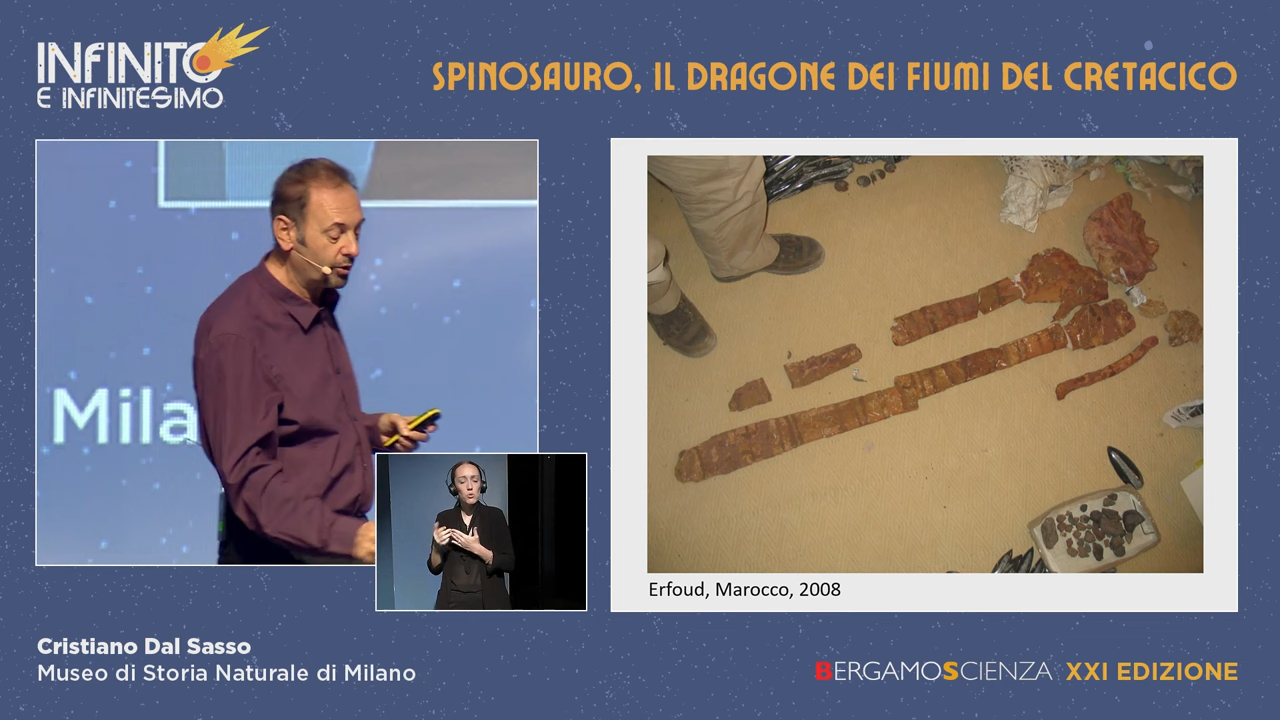 INFINITO
E INFINITESIMO
SPINOSAURO, IL DRAGONE DEI FIUMI DEL CRETACICO
Mila
Erfoud, Marocco, 2008
Cristiano Dal Sasso
Museo di Storia Naturale di Milano
BERGAMOSCIENZA XXI EDIZIONE